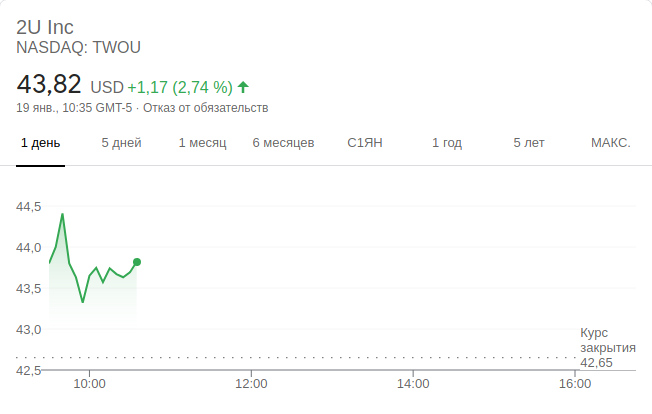 2U Inc
NASDAQ: TWOU
43,82 USD +1,17 (2,74 %)
19 янв., 10:35 GMT-5 · Отказ от обязательств
1 день 5 дней 1 месяц 6 месяцев С1ЯН 1 год 5 лет МАКС.
44,5
44,0
43,5
43,0
Курс
закрытия
42,65
42,5
10:00 12:00 14:00 16:00